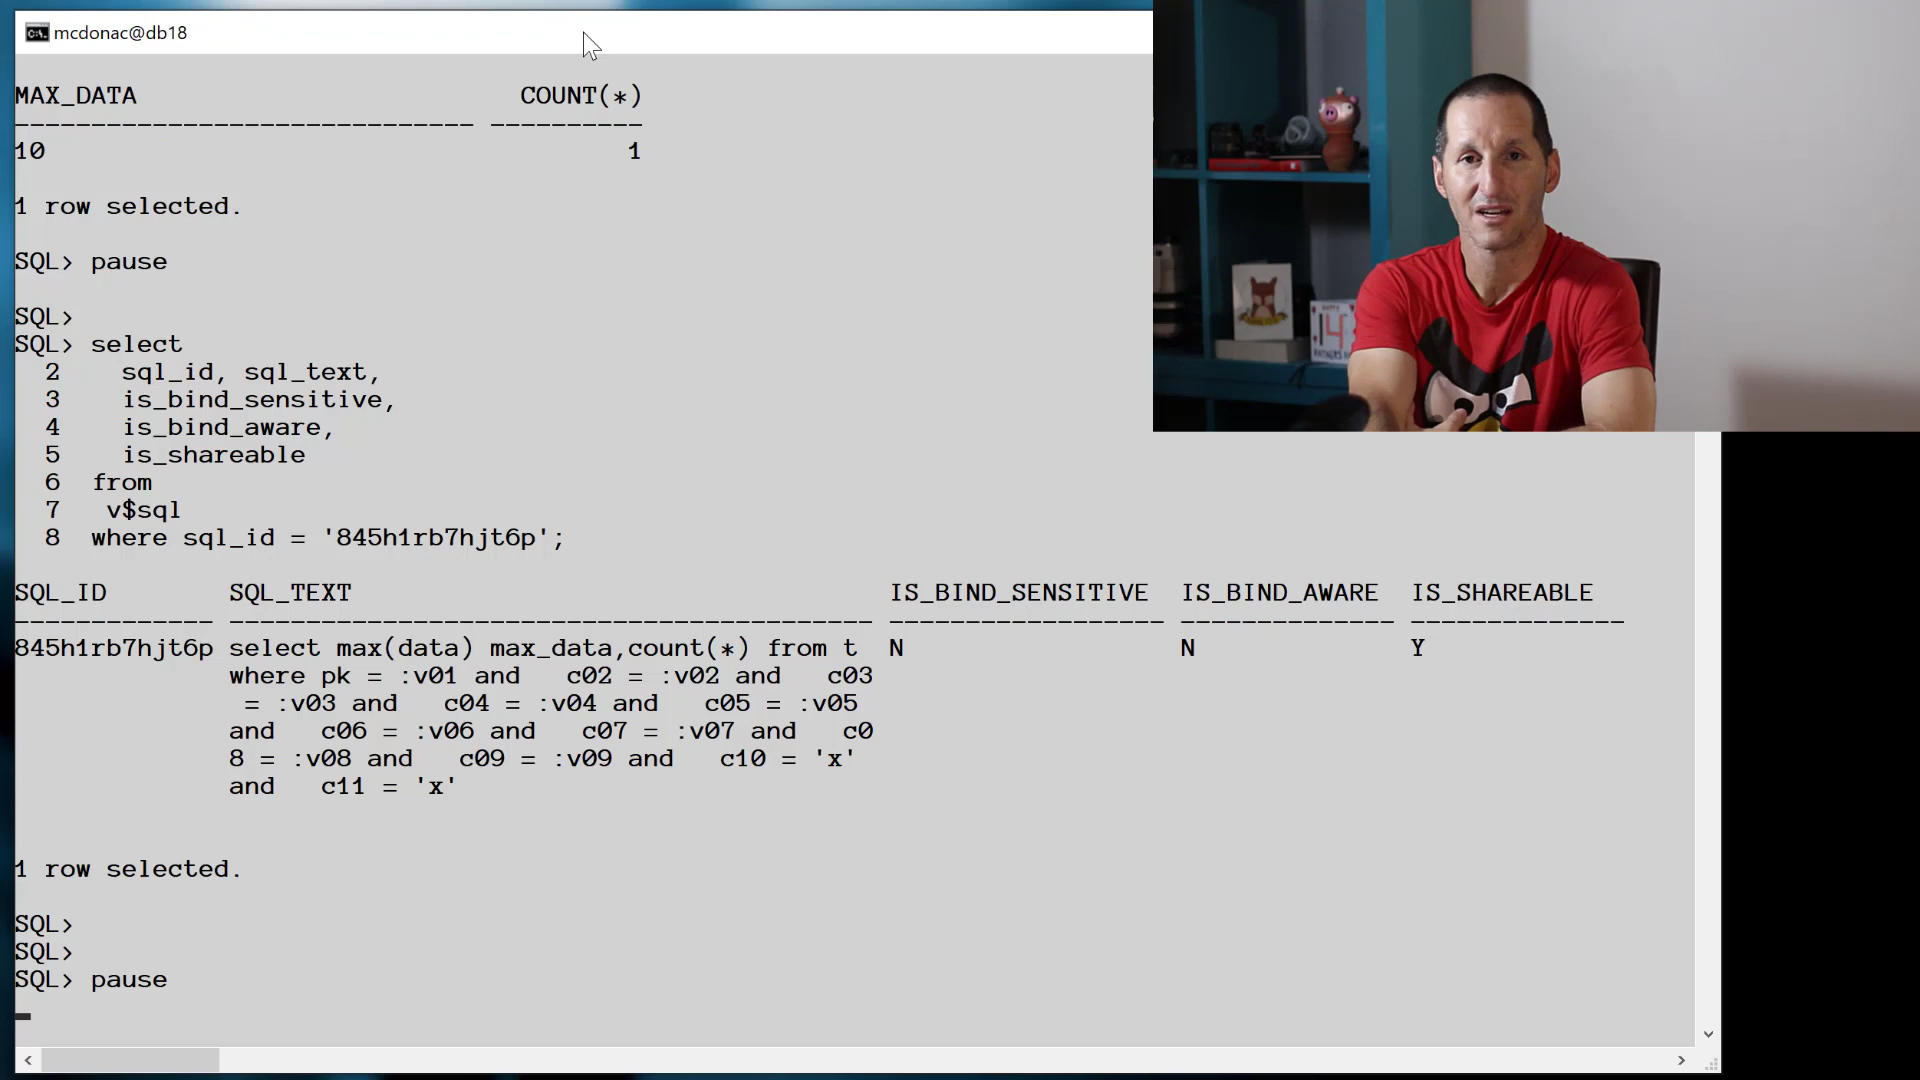 mcdonac@db18
MAX_DATA COUNT(*)
------------------------------ ----------
10 1
1 row selected.
SQL> pause
SQL>
SQL> select
2 sql_id, sql_text,
3 is_bind_sensitive,
4 is_bind_aware,
5 is_shareable
6 from
7 v$sql
8 where sql_id = '845h1rb7hjt6p';
SQL_ID SQL_TEXT IS_BIND_SENSITIVE IS_BIND_AWARE IS_SHAREABLE
------------- ------------------------------------------ ------------------ -------------- --------------
845h1rb7hjt6p select max(data) max_data,count(*) from t N N Y
where pk = :v01 and c02 = :v02 and c03
= :v03 and c04 = :v04 and c05 = :v05
and c06 = :v06 and c07 = :v07 and c0
8 = :v08 and c09 = :v09 and c10 = 'x'
and c11 = 'x'
1 row selected.
SQL>
SQL>
SQL> pause
14